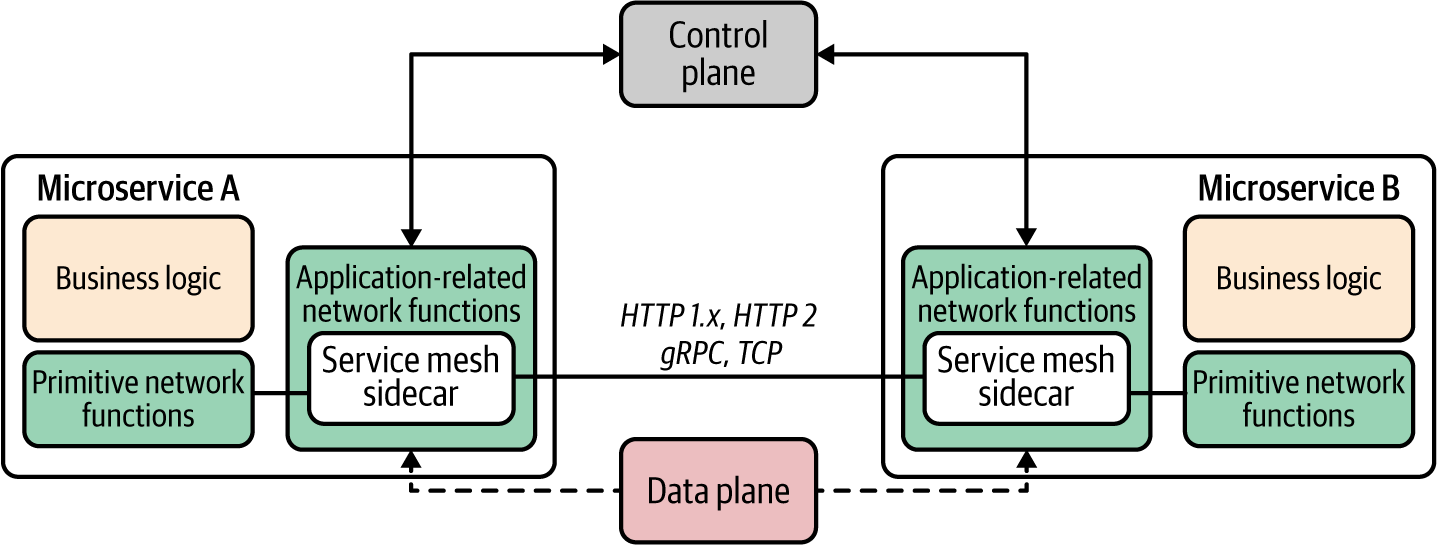 Control
plane
Microservice A
Business logic
Primitive network
functions
Application-related
network functions
Service mesh
sidecar
HTTP 1.x, HTTP 2
gRPC, TCP
Microservice B
Application-related
network functions
Service mesh
sidecar
Business logic
Primitive network
functions
Data plane